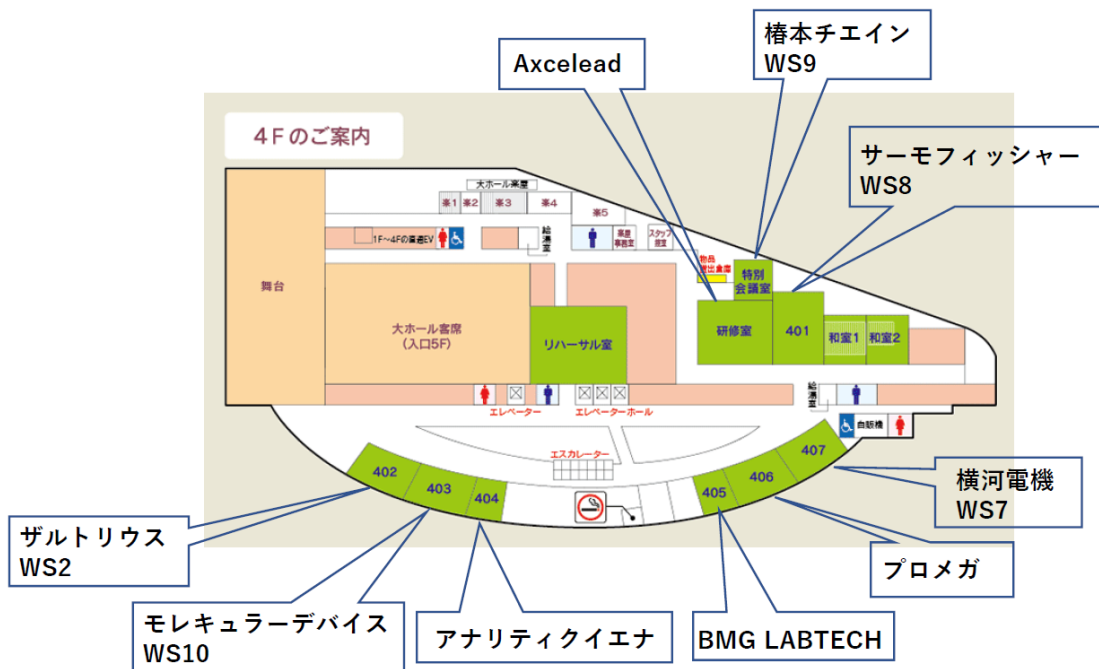 椿本チエイン
WS9
Axcelead
4Fのご案内
サーモフィッシャー
WS8
大ホール楽屋
楽1
楽2
楽3
楽4
楽5
1F～4Fの直通EV
給湯室
楽屋
事務室
スタッフ
控室
物品
貸出倉庫
特別
会議室
舞台
大ホール客席
(入口5F)
リハーサル室
研修室
401
和室1
和室2
エレベーター
エレベーターホール
給湯室
自販機
エスカレーター
402
403
404
405
406
407
横河電機
WS7
ザルトリウス
WS2
プロメガ
モレキュラーデバイス
WS10
アナリティクイエナ
BMG LABTECH